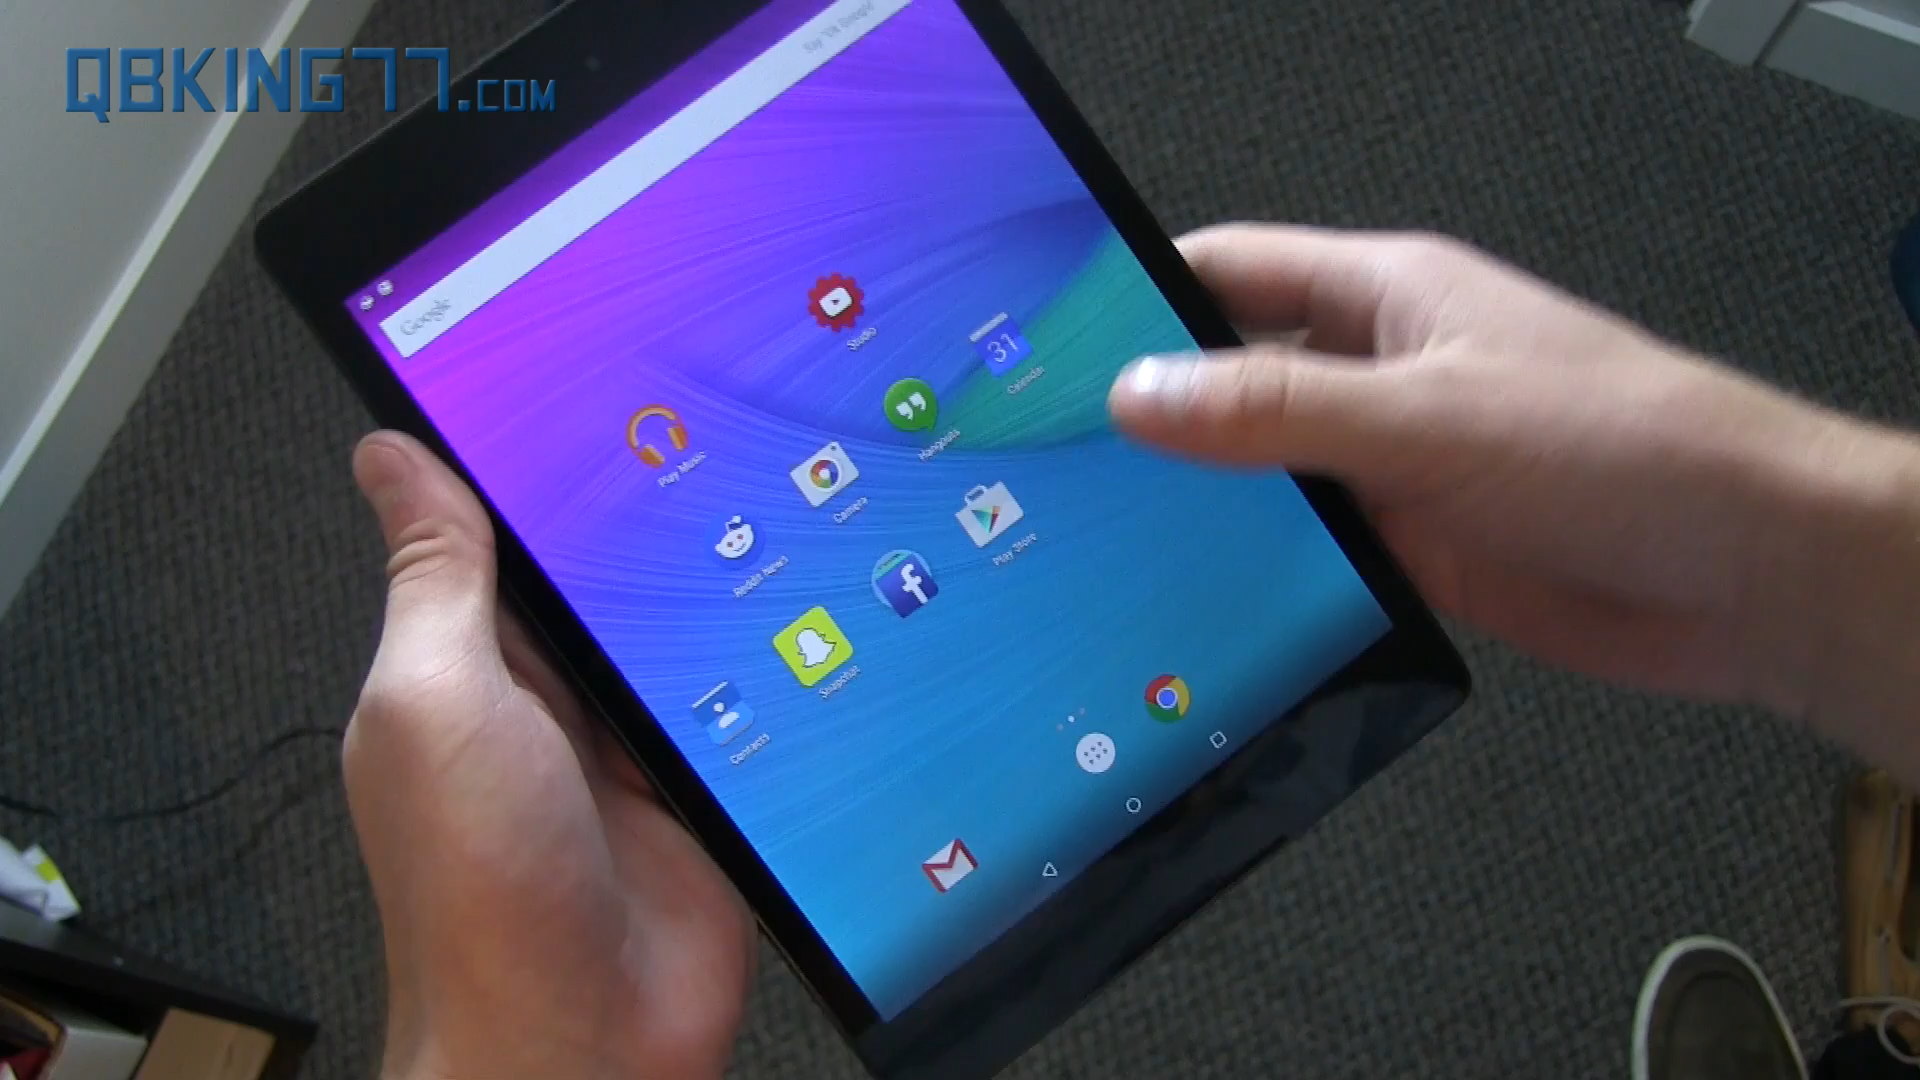 QBKING77.COM
Say "Ok Google"
Google
Studio
31
Calendar
Hangouts
Play Music
Camera
Play Store
Reddit News
f
Snapchat
Contacts